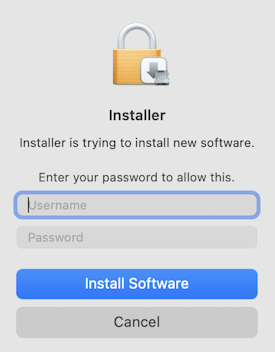 Installer
Installer is trying to install new software.
Enter your password to allow this.
Username
Password
Install Software
Cancel